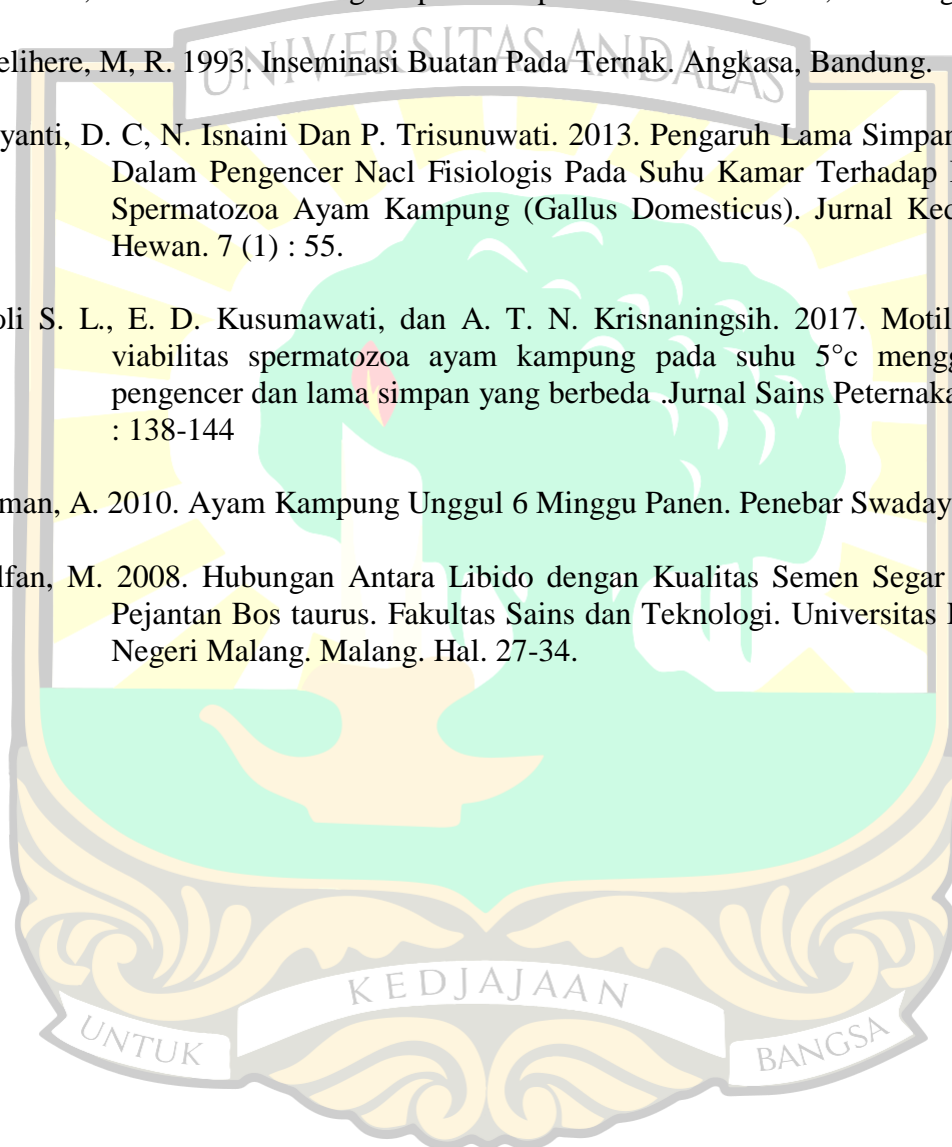 UNIVERSITAS ANDALAS
elihere, M, R. 1993. Inseminasi Buatan Pada Ternak. Angkasa, Bandung.
yanti, D. C, N. Isnaini Dan P. Trisunuwati. 2013. Pengaruh Lama Simpan
Dalam Pengencer Nacl Fisiologis Pada Suhu Kamar Terhadap
Spermatozoa Ayam Kampung (Gallus Domesticus). Jurnal Ked
Hewan. 7 (1) : 55.
oli S. L., E. D. Kusumawati, dan A. T. N. Krisnaningsih. 2017. Motil
viabilitas spermatozoa ayam kampung pada suhu 5°c mengg
pengencer dan lama simpan yang berbeda .Jurnal Sains Peternaka
: 138-144
man, A. 2010. Ayam Kampung Unggul 6 Minggu Panen. Penebar Swaday
lfan, M. 2008. Hubungan Antara Libido dengan Kualitas Semen Segar
Pejantan Bos taurus. Fakultas Sains dan Teknologi. Universitas
Negeri Malang. Malang. Hal. 27-34.
KEDJAJAAN
UNTUK BANGSA